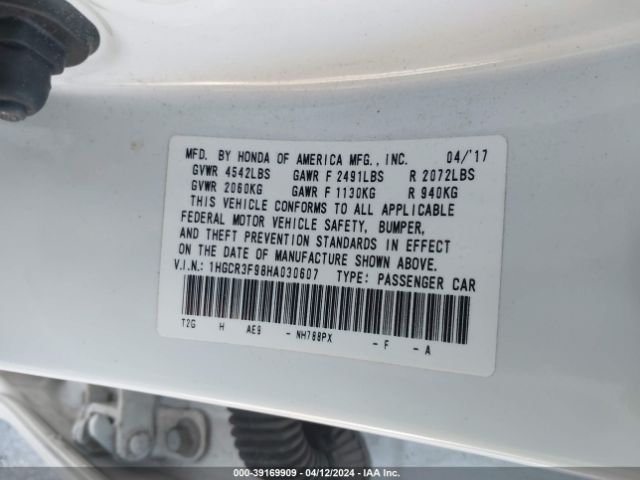 MFD. BY HONDA OF AMERICA MFG., INC. 04/'17
GVWR 4542LBS GAWR F 2491LBS R 2072LBS
GVWR 2060KG GAWR F 1130KG R 940KG
THIS VEHICLE CONFORMS TO ALL APPLICABLE
FEDERAL MOTOR VEHICLE SAFETY, BUMPER,
AND THEFT PREVENTION STANDARDS IN EFFECT
ON THE DATE OF MANUFACTURE SHOWN ABOVE.
V.I.N.: 1HGCR3F98HA030607 TYPE: PASSENGER CAR
T2G H AE9 - NH788PX - F - A
000-39169909 - 04/12/2024 - IAA Inc.